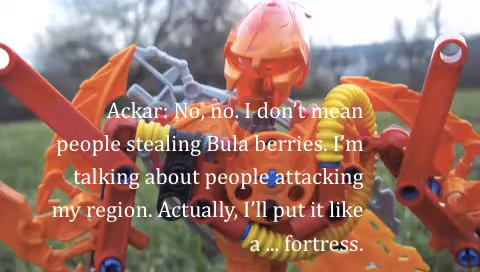 Ackar: No, no. I don't mean
people stealing Bula berries. I'm
talking about people attacking
my region. Actually, I'll put it like
a ... fortress.